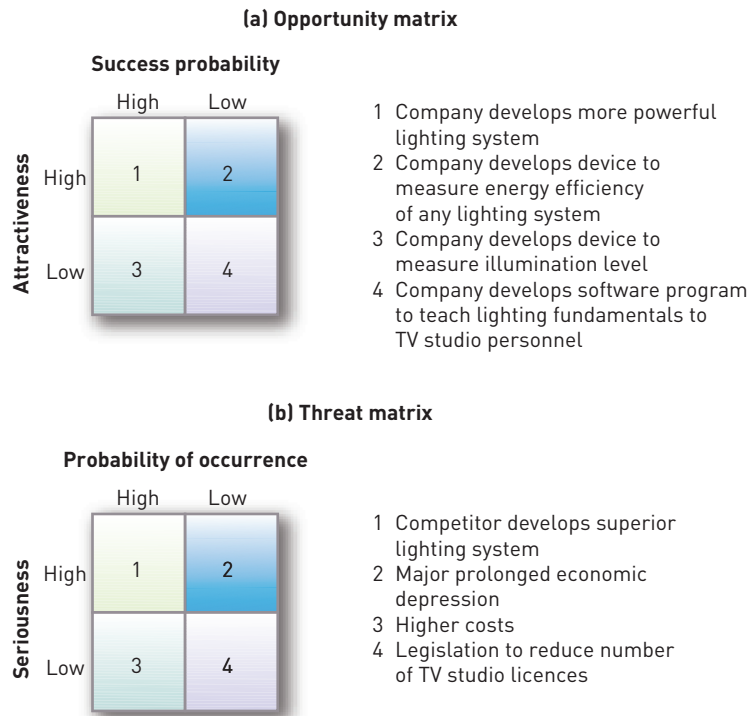 (a) Opportunity matrix
Success probability
High Low
Attractiveness
High 1 2
Low 3 4
1 Company develops more powerful
lighting system
2 Company develops device to
measure energy efficiency
of any lighting system
3 Company develops device to
measure illumination level
4 Company develops software program
to teach lighting fundamentals to
TV studio personnel
(b) Threat matrix
Probability of occurrence
High Low
Seriousness
High 1 2
Low 3 4
1 Competitor develops superior
lighting system
2 Major prolonged economic
depression
3 Higher costs
4 Legislation to reduce number
of TV studio licences